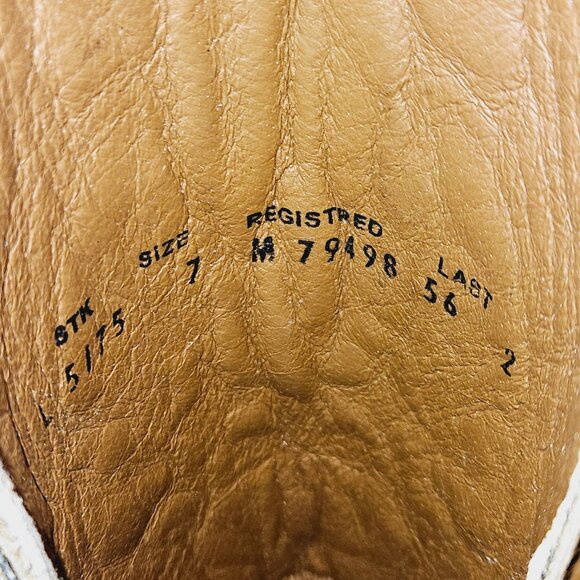 STK SiZE REGISTRED LAST
L 5175 7 M 79498 56 2